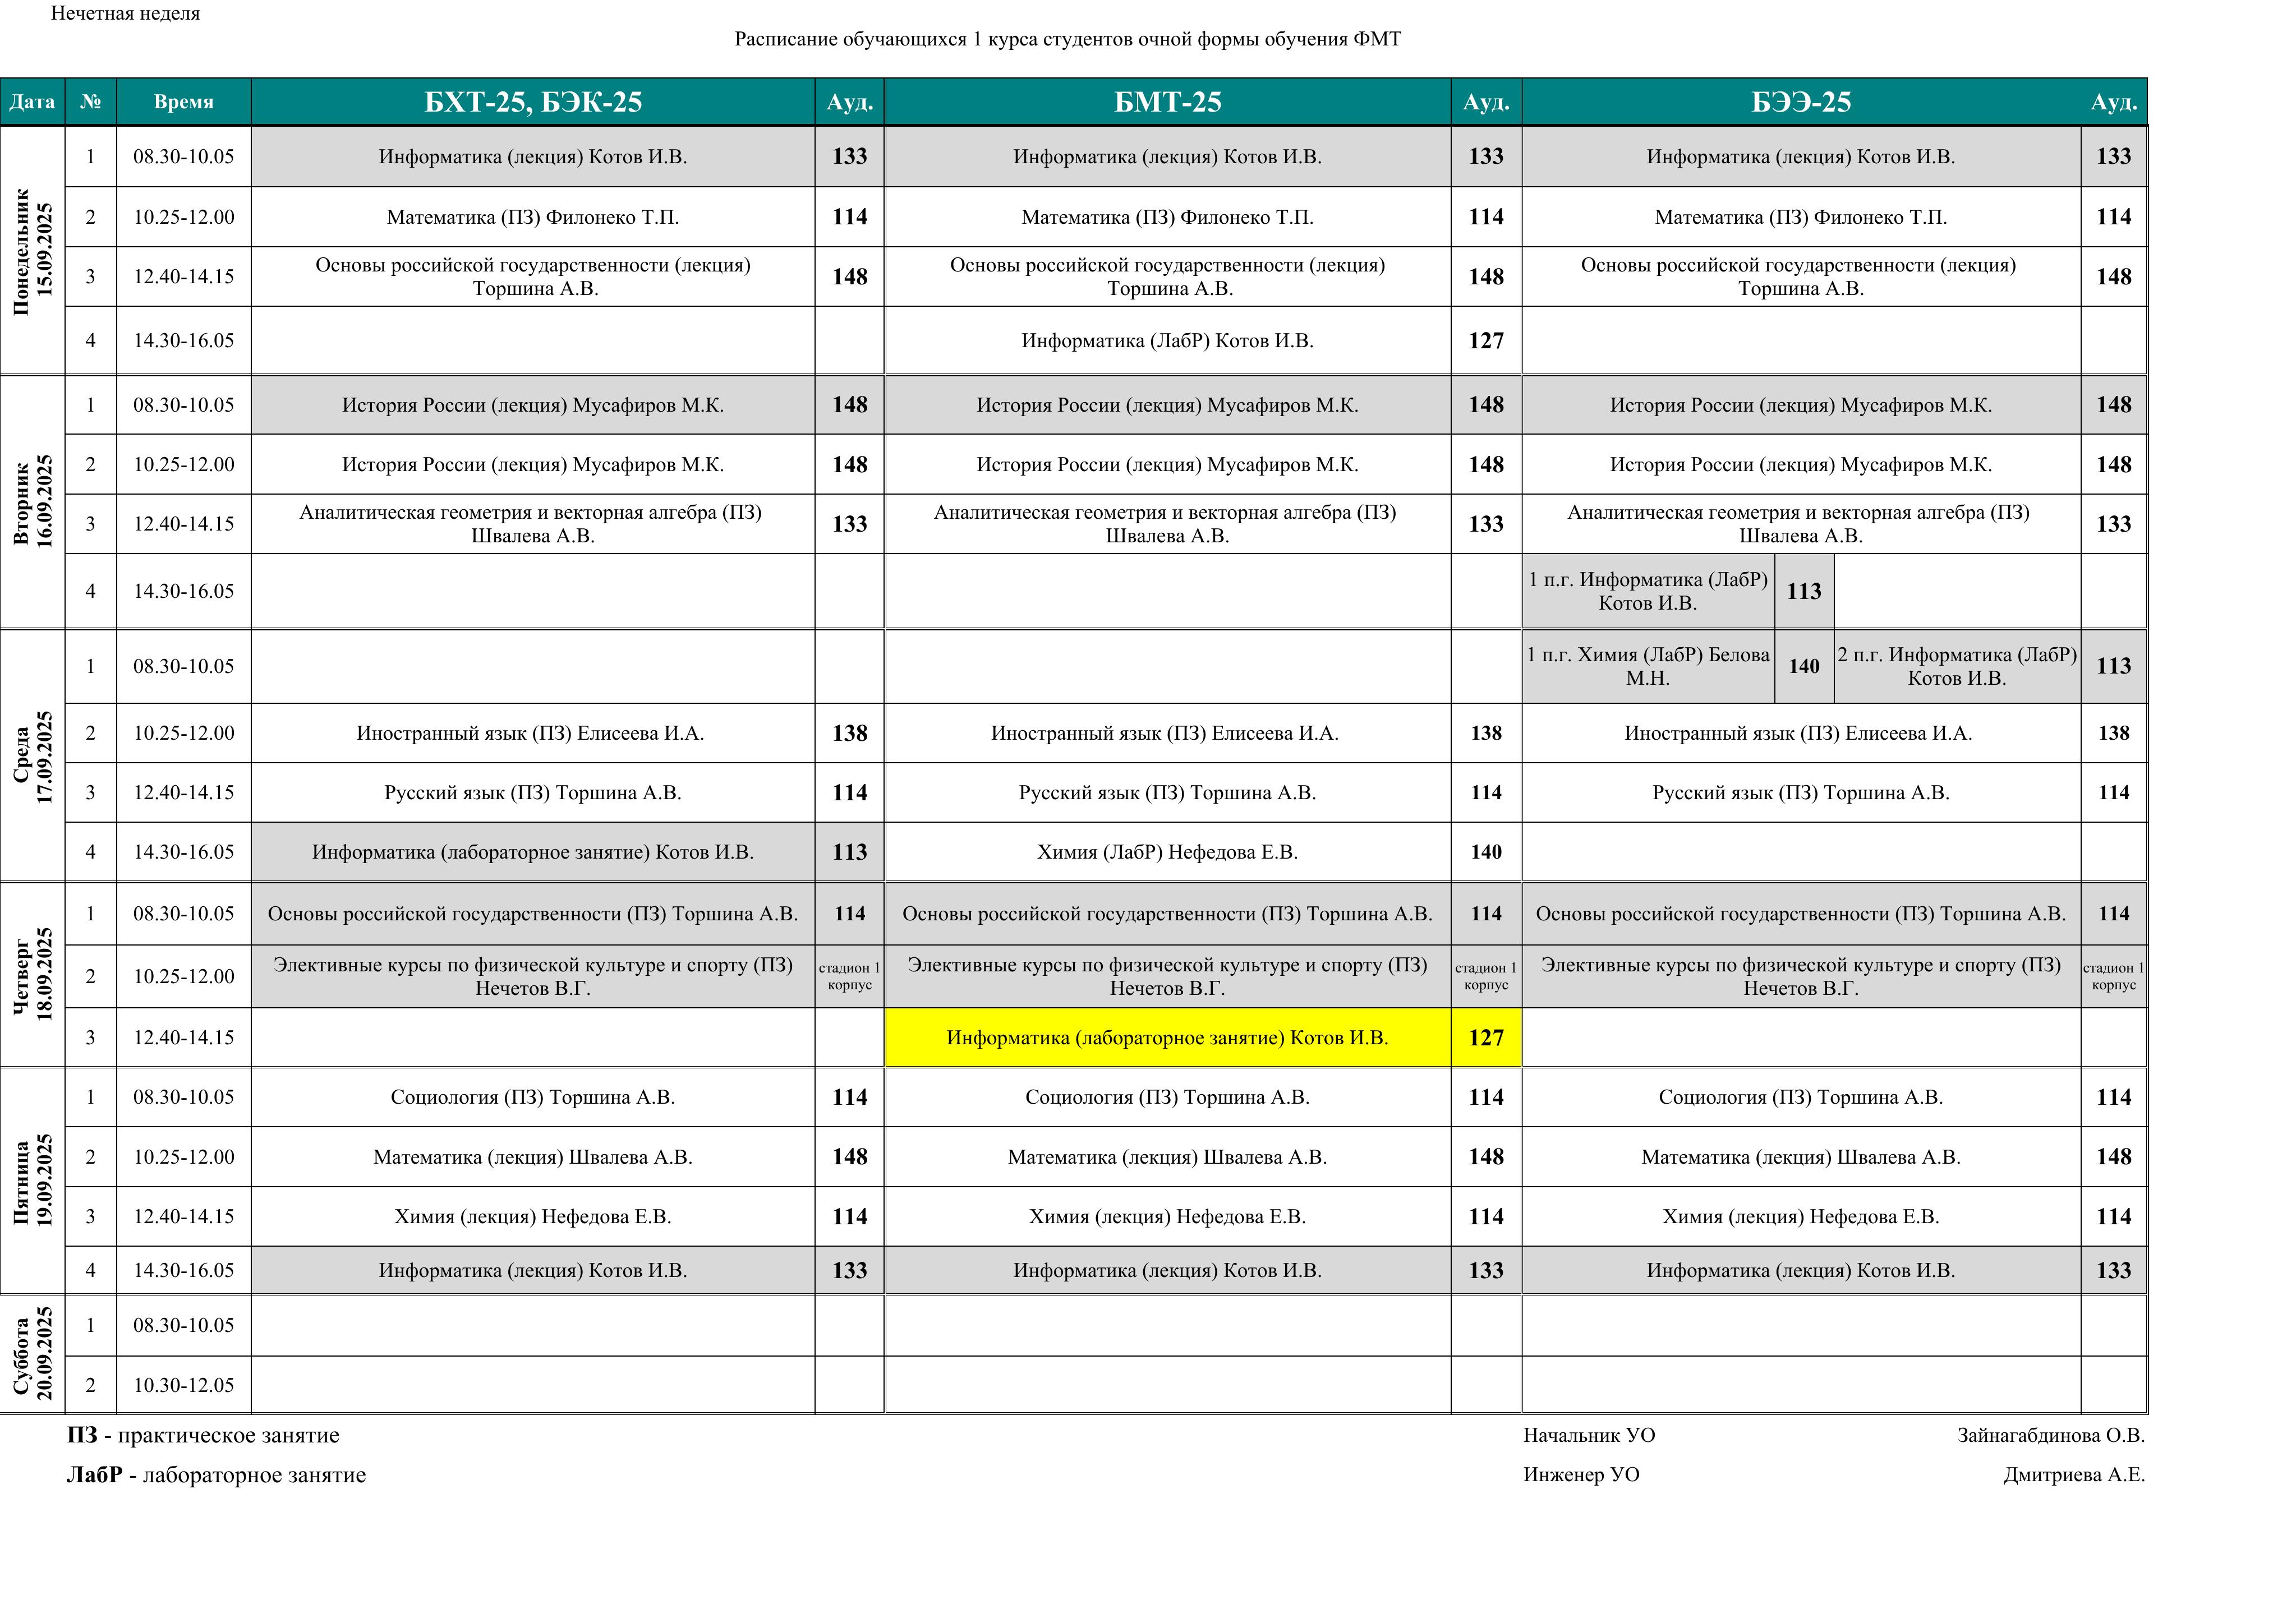 Нечетная неделя
Расписание обучающихся 1 курса студентов очной формы обучения ФМТ
Дата № Время БХТ-25, БЭК-25 Ауд. БМТ-25 Ауд. БЭЭ-25 Ауд.
Понедельник
15.09.2025
1 08.30-10.05 Информатика (лекция) Котов И.В. 133 Информатика (лекция) Котов И.В. 133 Информатика (лекция) Котов И.В. 133
2 10.25-12.00 Математика (ПЗ) Филонеко Т.П. 114 Математика (ПЗ) Филонеко Т.П. 114 Математика (ПЗ) Филонеко Т.П. 114
3 12.40-14.15 Основы российской государственности (лекция) Торшина А.В. 148 Основы российской государственности (лекция) Торшина А.В. 148 Основы российской государственности (лекция) Торшина А.В. 148
4 14.30-16.05 Информатика (ЛабР) Котов И.В. 127
Вторник
16.09.2025
1 08.30-10.05 История России (лекция) Мусафиров М.К. 148 История России (лекция) Мусафиров М.К. 148 История России (лекция) Мусафиров М.К. 148
2 10.25-12.00 История России (лекция) Мусафиров М.К. 148 История России (лекция) Мусафиров М.К. 148 История России (лекция) Мусафиров М.К. 148
3 12.40-14.15 Аналитическая геометрия и векторная алгебра (ПЗ) Швалева А.В. 133 Аналитическая геометрия и векторная алгебра (ПЗ) Швалева А.В. 133 Аналитическая геометрия и векторная алгебра (ПЗ) Швалева А.В. 133
4 14.30-16.05 1 п.г. Информатика (ЛабР) Котов И.В. 113
Среда
17.09.2025
1 08.30-10.05 1 п.г. Химия (ЛабР) Белова М.Н. 140 2 п.г. Информатика (ЛабР) Котов И.В. 113
2 10.25-12.00 Иностранный язык (ПЗ) Елисеева И.А. 138 Иностранный язык (ПЗ) Елисеева И.А. 138 Иностранный язык (ПЗ) Елисеева И.А. 138
3 12.40-14.15 Русский язык (ПЗ) Торшина А.В. 114 Русский язык (ПЗ) Торшина А.В. 114 Русский язык (ПЗ) Торшина А.В. 114
4 14.30-16.05 Информатика (лабораторное занятие) Котов И.В. 113 Химия (ЛабР) Нефедова Е.В. 140
Четверг
18.09.2025
1 08.30-10.05 Основы российской государственности (ПЗ) Торшина А.В. 114 Основы российской государственности (ПЗ) Торшина А.В. 114 Основы российской государственности (ПЗ) Торшина А.В. 114
2 10.25-12.00 Элективные курсы по физической культуре и спорту (ПЗ) Нечетов В.Г. стадион 1 корпус Элективные курсы по физической культуре и спорту (ПЗ) Нечетов В.Г. стадион 1 корпус Элективные курсы по физической культуре и спорту (ПЗ) Нечетов В.Г. стадион 1 корпус
3 12.40-14.15 Информатика (лабораторное занятие) Котов И.В. 127
Пятница
19.09.2025
1 08.30-10.05 Социология (ПЗ) Торшина А.В. 114 Социология (ПЗ) Торшина А.В. 114 Социология (ПЗ) Торшина А.В. 114
2 10.25-12.00 Математика (лекция) Швалева А.В. 148 Математика (лекция) Швалева А.В. 148 Математика (лекция) Швалева А.В. 148
3 12.40-14.15 Химия (лекция) Нефедова Е.В. 114 Химия (лекция) Нефедова Е.В. 114 Химия (лекция) Нефедова Е.В. 114
4 14.30-16.05 Информатика (лекция) Котов И.В. 133 Информатика (лекция) Котов И.В. 133 Информатика (лекция) Котов И.В. 133
Суббота
20.09.2025
1 08.30-10.05
2 10.30-12.05
ПЗ - практическое занятие Начальник УО Зайнагабдинова О.В.
ЛабР - лабораторное занятие Инженер УО Дмитриева А.Е.